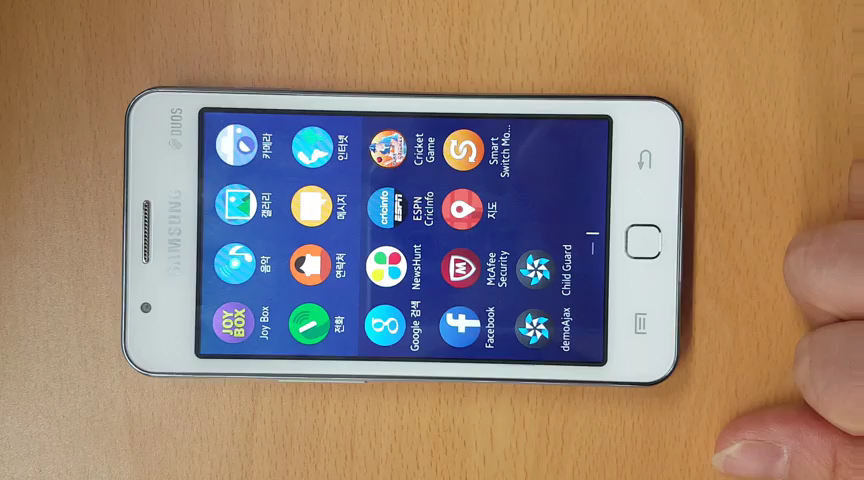 SAMSUNG
DUOS
JOY
BOX
Joy Box
음악
갤러리
카메라
전화
연락처
메시지
인터넷
g
Google 검색
NewsHunt
cricinfo
ESPN
ESPN
CricInfo
Cricket
Game
f
Facebook
M
McAfee
Security
지도
S
Smart
Switch Mo...
demoAjax
Child Guard